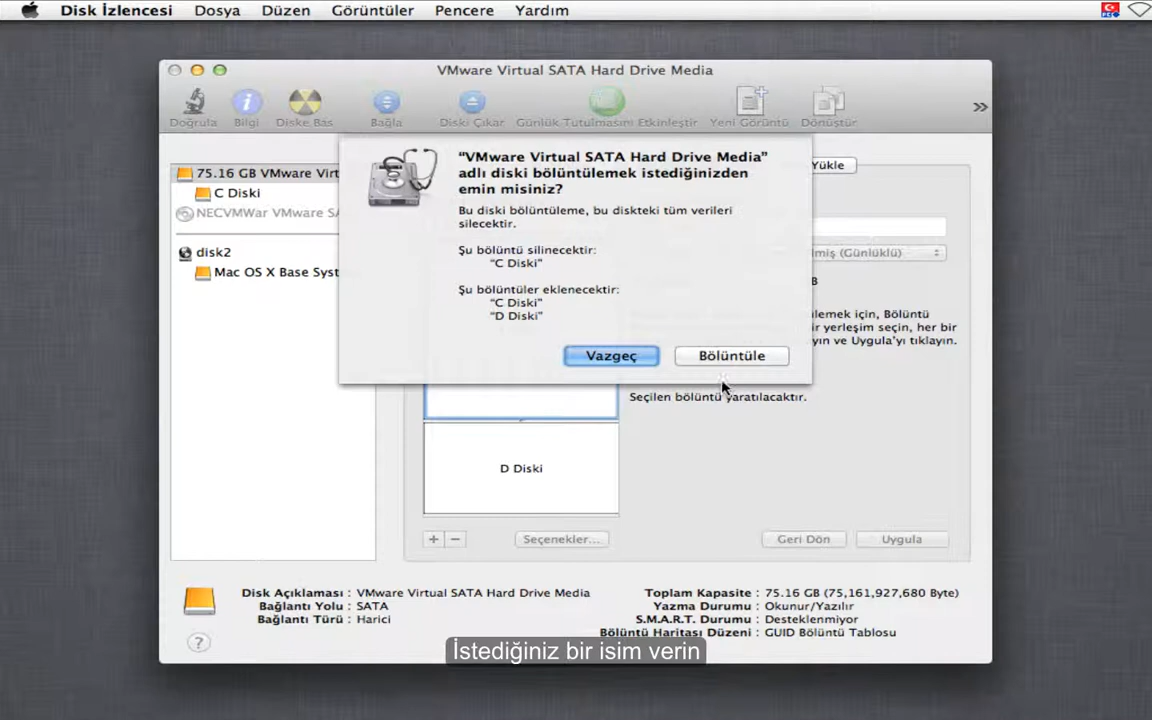 Disk İzlencesi Dosya Düzen Görüntüler Pencere Yardım
VMware Virtual SATA Hard Drive Media
Doğrula Bilgi Diske Bas Bağla Diski Çıkar Günlük Tutulmasını Etkinleştir Yeni Görüntü Dönüştür
75.16 GB VMware Virt
C Diski
NECVMWar VMware SA
disk2
Mac OS X Base Syst
"VMware Virtual SATA Hard Drive Media"
adlı diski bölüntülemek istediğinizden
emin misiniz?
Bu diski bölüntüleme, bu diskteki tüm verileri
silecektir.
Şu bölüntü silinecektir:
"C Diski"
Şu bölüntüler eklenecektir:
"C Diski"
"D Diski"
Vazgeç Bölüntüle
Yükle
lmiş (Günlüklü)
B
lemek için, Bölüntü
ir yerleşim seçin, her bir
yın ve Uygula'yı tıklayın.
Seçilen bölüntü yaratılacaktır.
D Diski
+ − Seçenekler... Geri Dön Uygula
Disk Açıklaması : VMware Virtual SATA Hard Drive Media
Bağlantı Yolu : SATA
Bağlantı Türü : Harici
Toplam Kapasite : 75.16 GB (75,161,927,680 Byte)
Yazma Durumu : Okunur/Yazılır
S.M.A.R.T. Durumu : Desteklenmiyor
Bölüntü Haritası Düzeni : GUID Bölüntü Tablosu
?
İstediğiniz bir isim verin